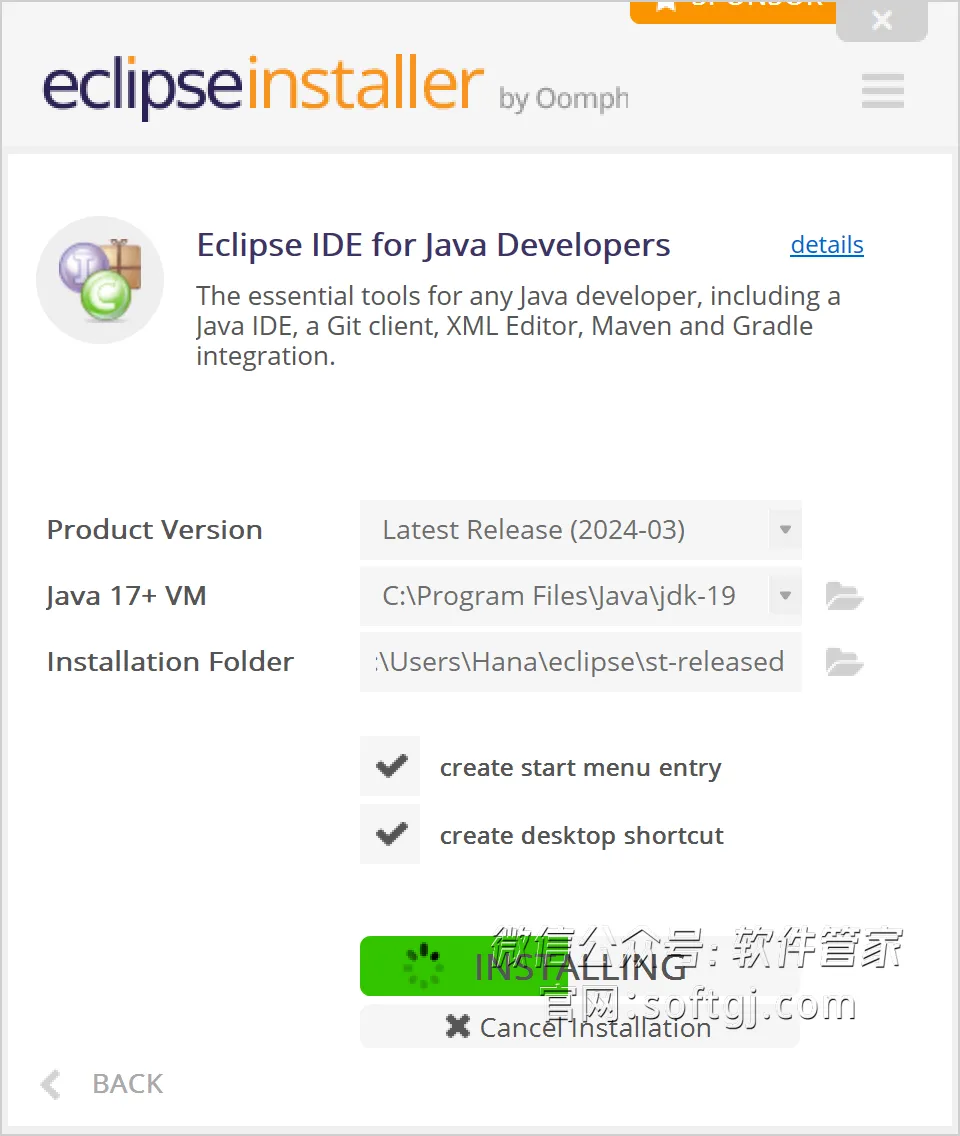 SPONSOR
eclipse installer by Oomph
Eclipse IDE for Java Developers
details
The essential tools for any Java developer, including a
Java IDE, a Git client, XML Editor, Maven and Gradle
integration.
Product Version
Latest Release (2024-03)
Java 17+ VM
C:\Program Files\Java\jdk-19
Installation Folder
:\Users\Hana\eclipse\st-released
create start menu entry
create desktop shortcut
微信公众号:软件管家
INSTALLING
官网:softgj.com
Cancel Installation
BACK